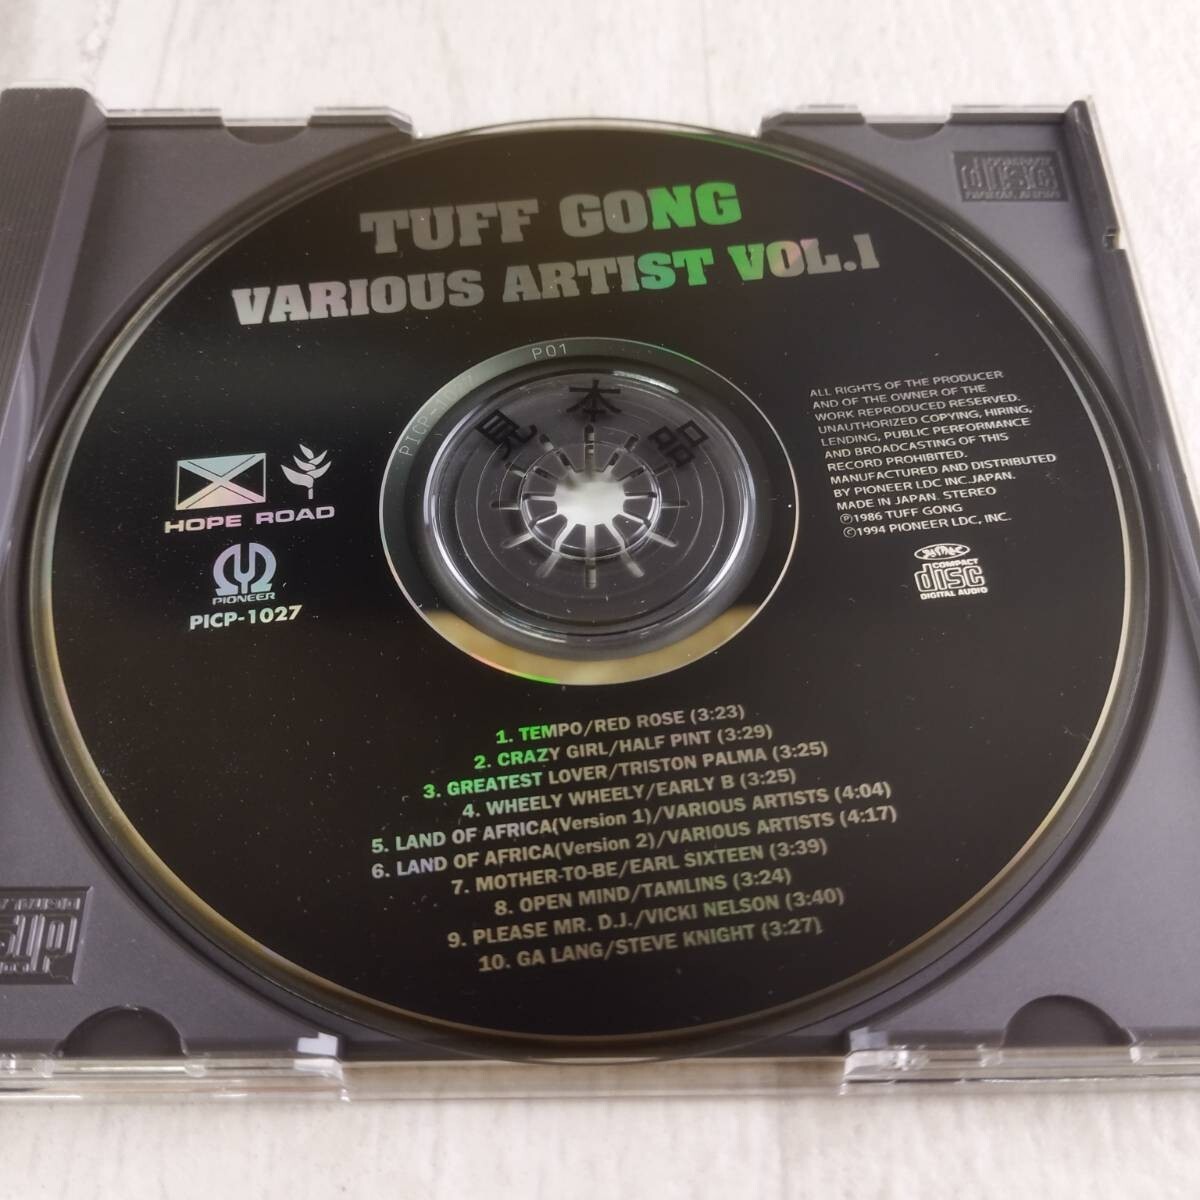 TUFF GONG
VARIOUS ARTIST VOL.1
P01
PICP-1027
見本品
HOPE ROAD
PIONEER
PICP-1027
ALL RIGHTS OF THE PRODUCER
AND OF THE OWNER OF THE
WORK REPRODUCED RESERVED.
UNAUTHORIZED COPYING, HIRING,
LENDING, PUBLIC PERFORMANCE
AND BROADCASTING OF THIS
RECORD PROHIBITED.
MANUFACTURED AND DISTRIBUTED
BY PIONEER LDC INC.JAPAN.
MADE IN JAPAN. STEREO
℗1986 TUFF GONG
©1994 PIONEER LDC, INC.
COMPACT
disc
DIGITAL AUDIO
1. TEMPO/RED ROSE (3:23)
2. CRAZY GIRL/HALF PINT (3:29)
3. GREATEST LOVER/TRISTON PALMA (3:25)
4. WHEELY WHEELY/EARLY B (3:25)
5. LAND OF AFRICA(Version 1)/VARIOUS ARTISTS (4:04)
6. LAND OF AFRICA(Version 2)/VARIOUS ARTISTS (4:17)
7. MOTHER-TO-BE/EARL SIXTEEN (3:39)
8. OPEN MIND/TAMLINS (3:24)
9. PLEASE MR. D.J./VICKI NELSON (3:40)
10. GA LANG/STEVE KNIGHT (3:27)
COMPACT
disc
DIGITAL AUDIO